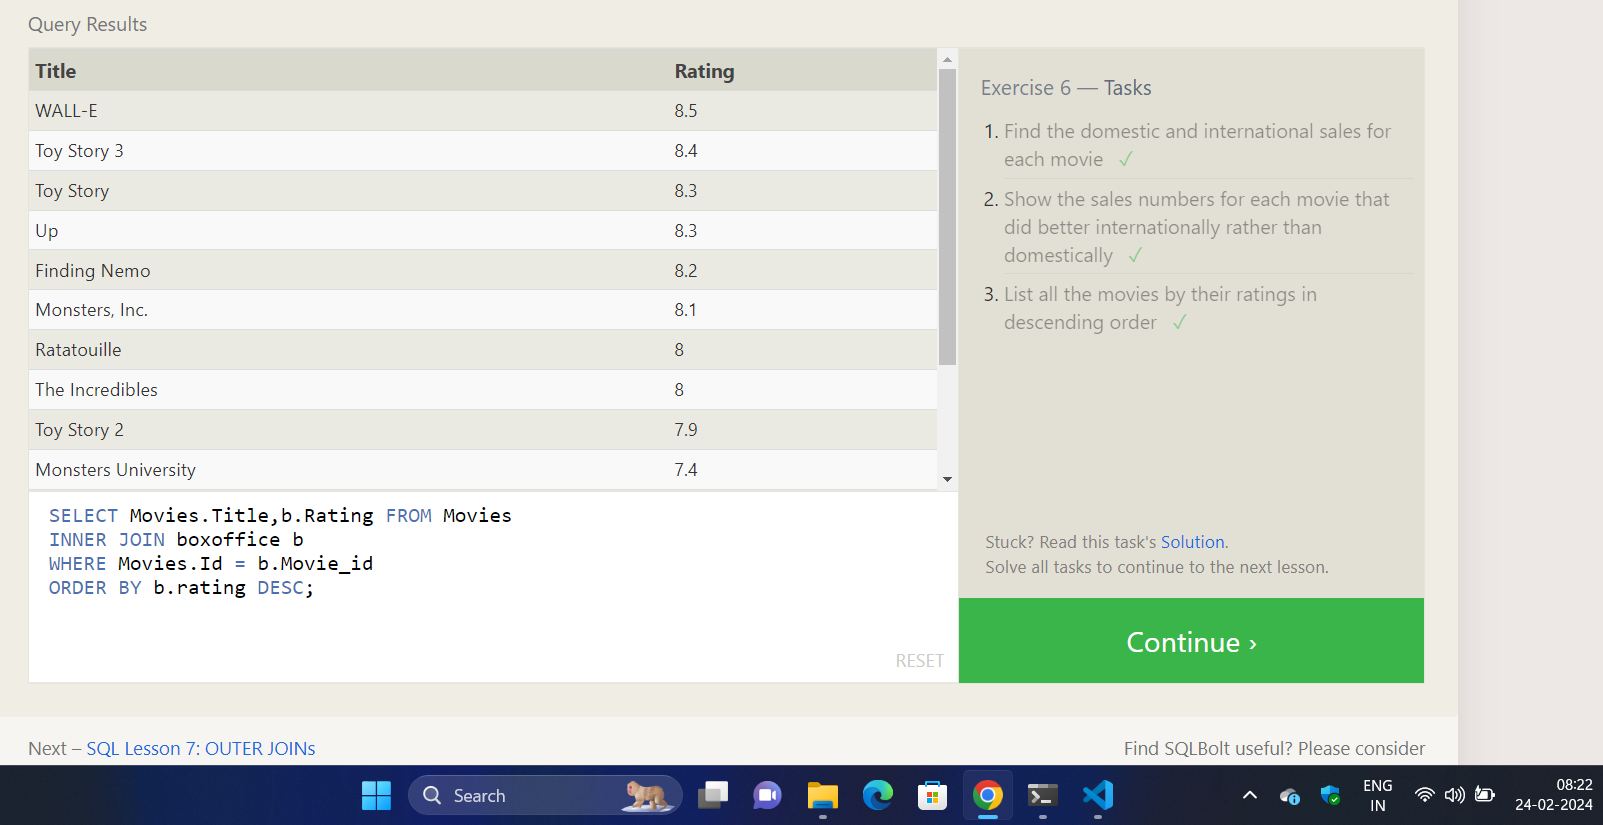 Query Results
Title Rating
WALL-E 8.5
Toy Story 3 8.4
Toy Story 8.3
Up 8.3
Finding Nemo 8.2
Monsters, Inc. 8.1
Ratatouille 8
The Incredibles 8
Toy Story 2 7.9
Monsters University 7.4
SELECT Movies.Title,b.Rating FROM Movies
INNER JOIN boxoffice b
WHERE Movies.Id = b.Movie_id
ORDER BY b.rating DESC;
RESET
Exercise 6 — Tasks
1. Find the domestic and international sales for
each movie ✓
2. Show the sales numbers for each movie that
did better internationally rather than
domestically ✓
3. List all the movies by their ratings in
descending order ✓
Stuck? Read this task's Solution.
Solve all tasks to continue to the next lesson.
Continue ›
Next – SQL Lesson 7: OUTER JOINs
Find SQLBolt useful? Please consider
Search
ENG
IN
08:22
24-02-2024